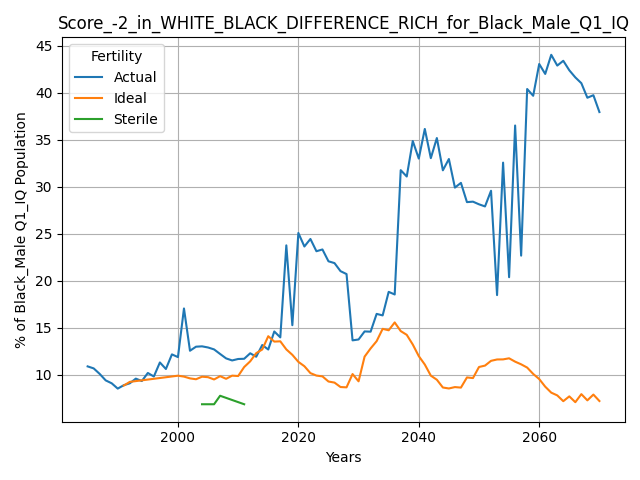 Score_-2_in_WHITE_BLACK_DIFFERENCE_RICH_for_Black_Male_Q1_IQ
Fertility
Actual
Ideal
Sterile
% of Black_Male Q1_IQ Population
45
40
35
30
25
20
15
10
2000 2020 2040 2060
Years